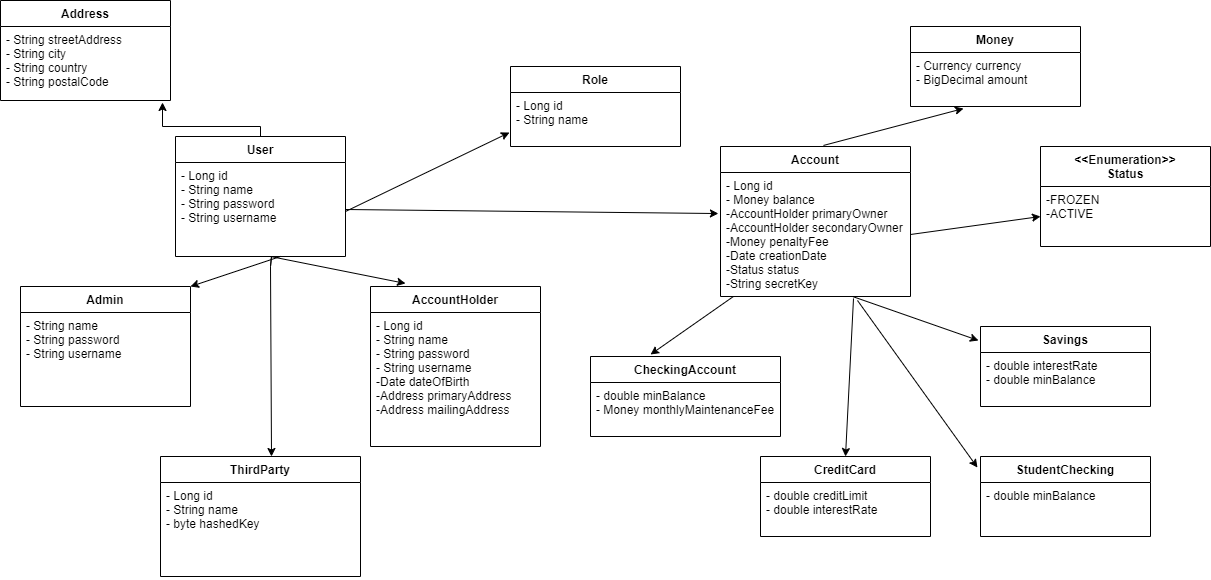 Address
- String streetAddress
- String city
- String country
- String postalCode
Money
- Currency currency
- BigDecimal amount
Role
- Long id
- String name
User
- Long id
- String name
- String password
- String username
Account
- Long id
- Money balance
-AccountHolder primaryOwner
-AccountHolder secondaryOwner
-Money penaltyFee
-Date creationDate
-Status status
-String secretKey
<<Enumeration>>
Status
-FROZEN
-ACTIVE
Admin
- String name
- String password
- String username
AccountHolder
- Long id
- String name
- String password
- String username
-Date dateOfBirth
-Address primaryAddress
-Address mailingAddress
Savings
- double interestRate
- double minBalance
CheckingAccount
- double minBalance
- Money monthlyMaintenanceFee
ThirdParty
- Long id
- String name
- byte hashedKey
CreditCard
- double creditLimit
- double interestRate
StudentChecking
- double minBalance